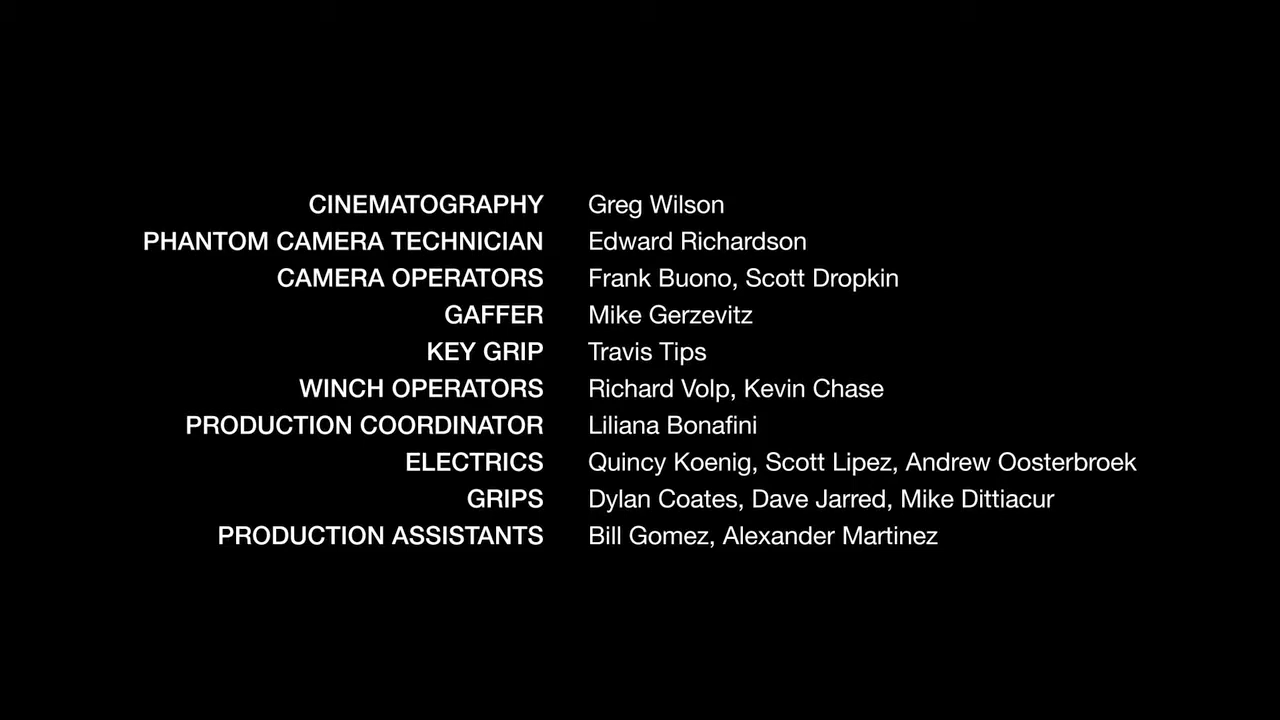 CINEMATOGRAPHY Greg Wilson
PHANTOM CAMERA TECHNICIAN Edward Richardson
CAMERA OPERATORS Frank Buono, Scott Dropkin
GAFFER Mike Gerzevitz
KEY GRIP Travis Tips
WINCH OPERATORS Richard Volp, Kevin Chase
PRODUCTION COORDINATOR Liliana Bonafini
ELECTRICS Quincy Koenig, Scott Lipez, Andrew Oosterbroek
GRIPS Dylan Coates, Dave Jarred, Mike Dittiacur
PRODUCTION ASSISTANTS Bill Gomez, Alexander Martinez